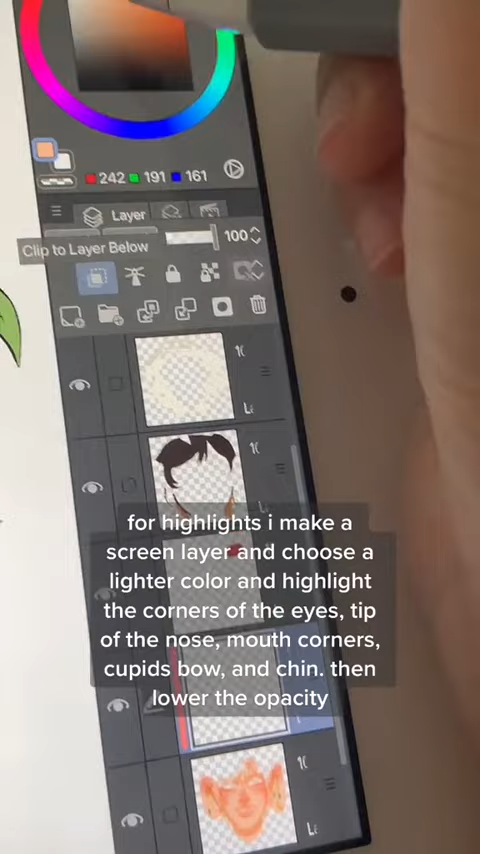 242 191 161
Layer
Clip to Layer Below
100
for highlights i make a
screen layer and choose a
lighter color and highlight
the corners of the eyes, tip
of the nose, mouth corners,
cupids bow, and chin. then
lower the opacity